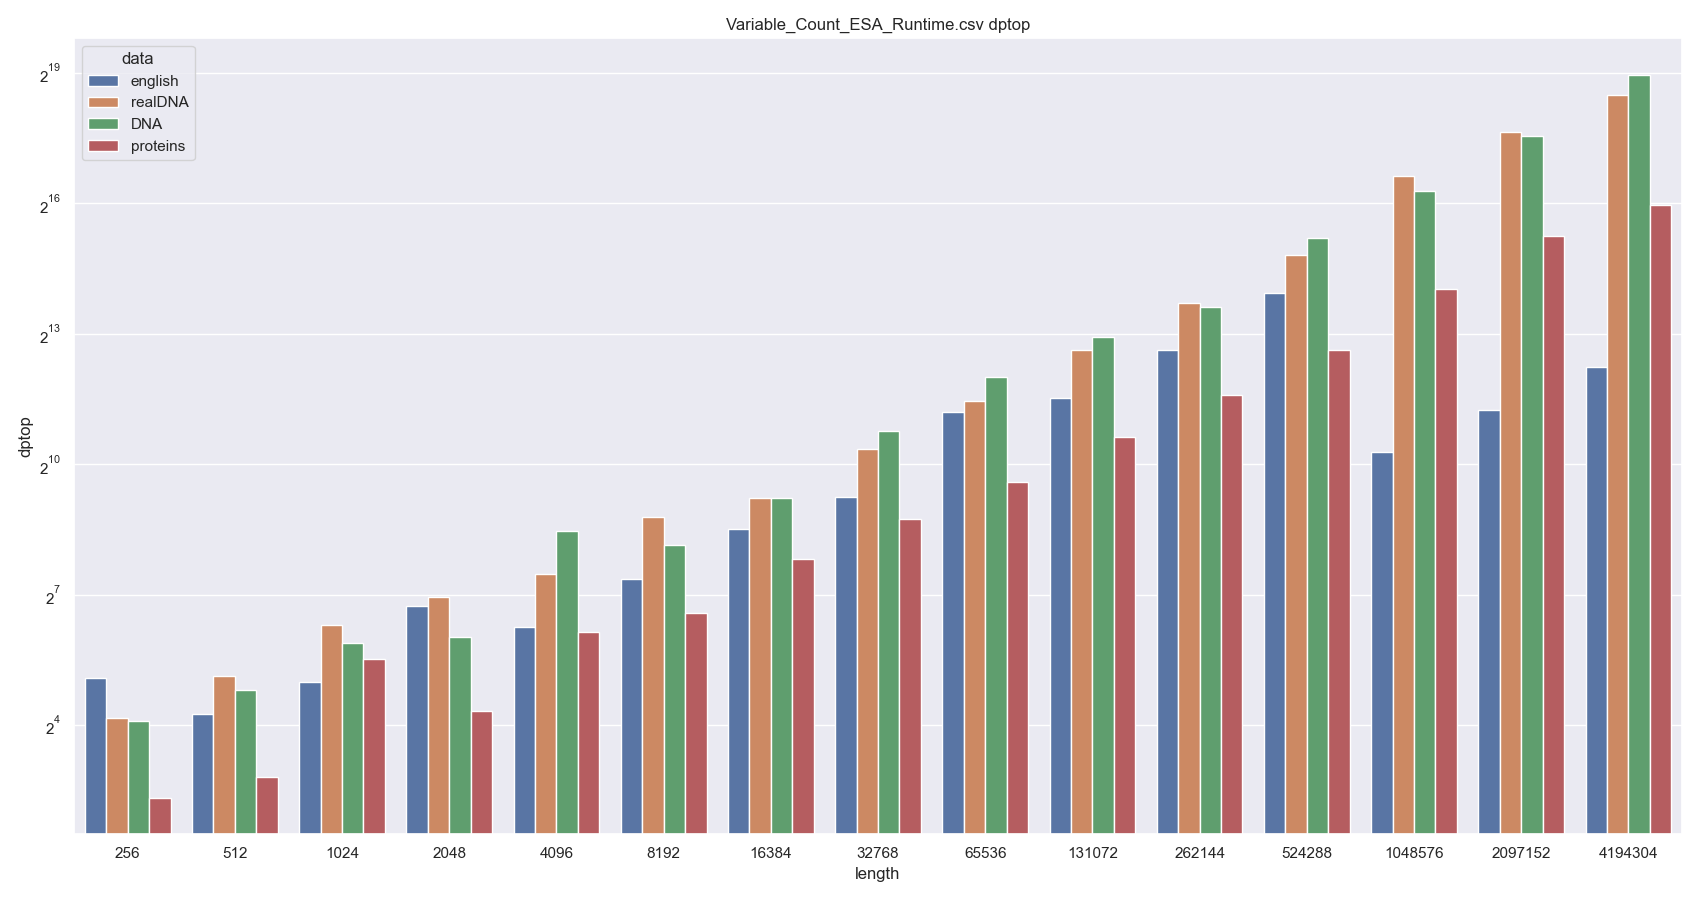 Variable_Count_ESA_Runtime.csv dptop
data
english
realDNA
DNA
proteins
2^19
2^16
2^13
2^10
2^7
2^4
dptop
256 512 1024 2048 4096 8192 16384 32768 65536 131072 262144 524288 1048576 2097152 4194304
length